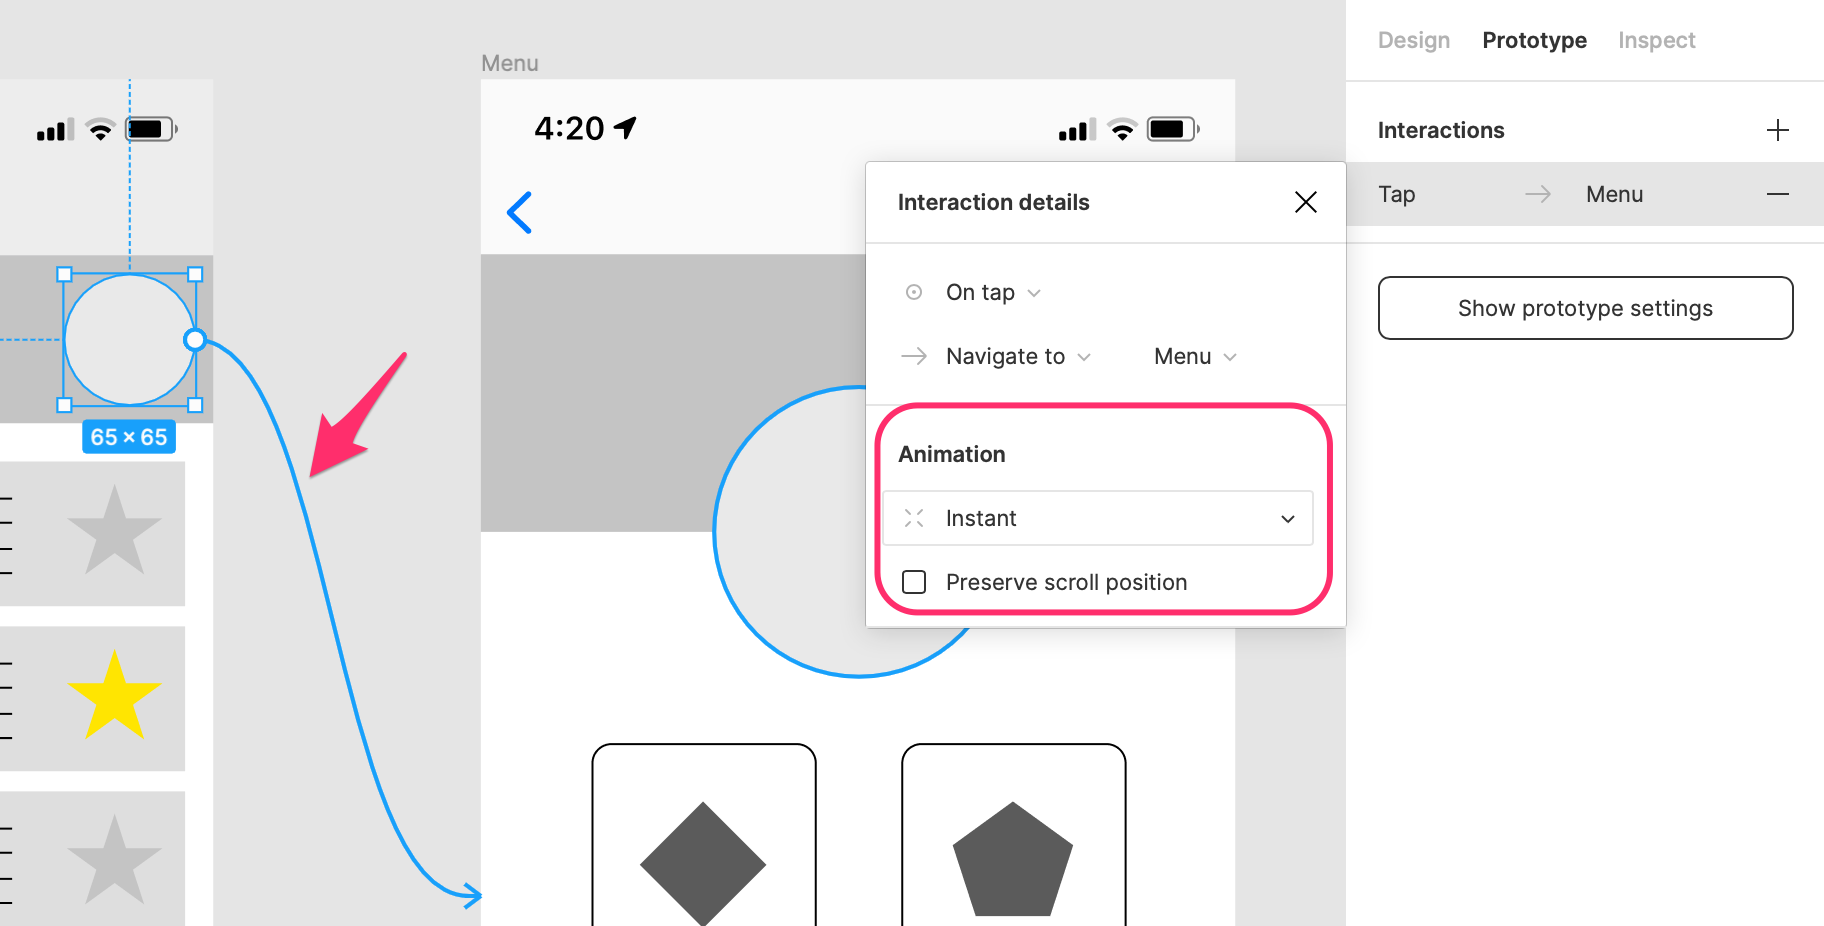 Design Prototype Inspect
Menu
4:20
Interactions
Tap Menu
Show prototype settings
Interaction details
On tap
Navigate to Menu
65 × 65
Animation
Instant
Preserve scroll position